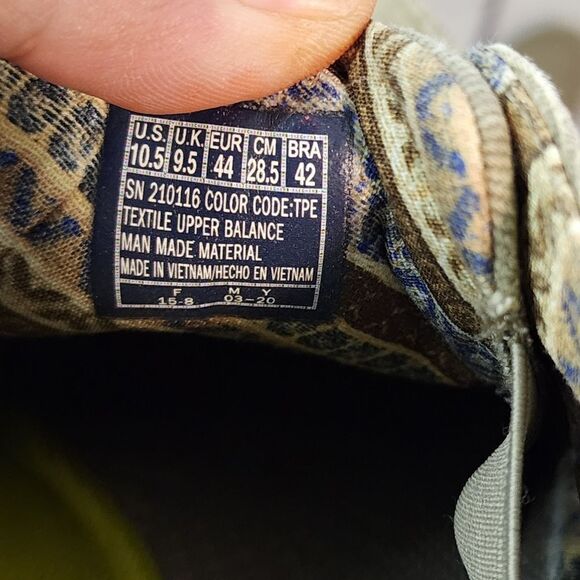 U.S. U.K. EUR CM BRA
10.5 9.5 44 28.5 42
SN 210116 COLOR CODE:TPE
TEXTILE UPPER BALANCE
MAN MADE MATERIAL
MADE IN VIETNAM/HECHO EN VIETNAM
F M Y
15-8 03-20